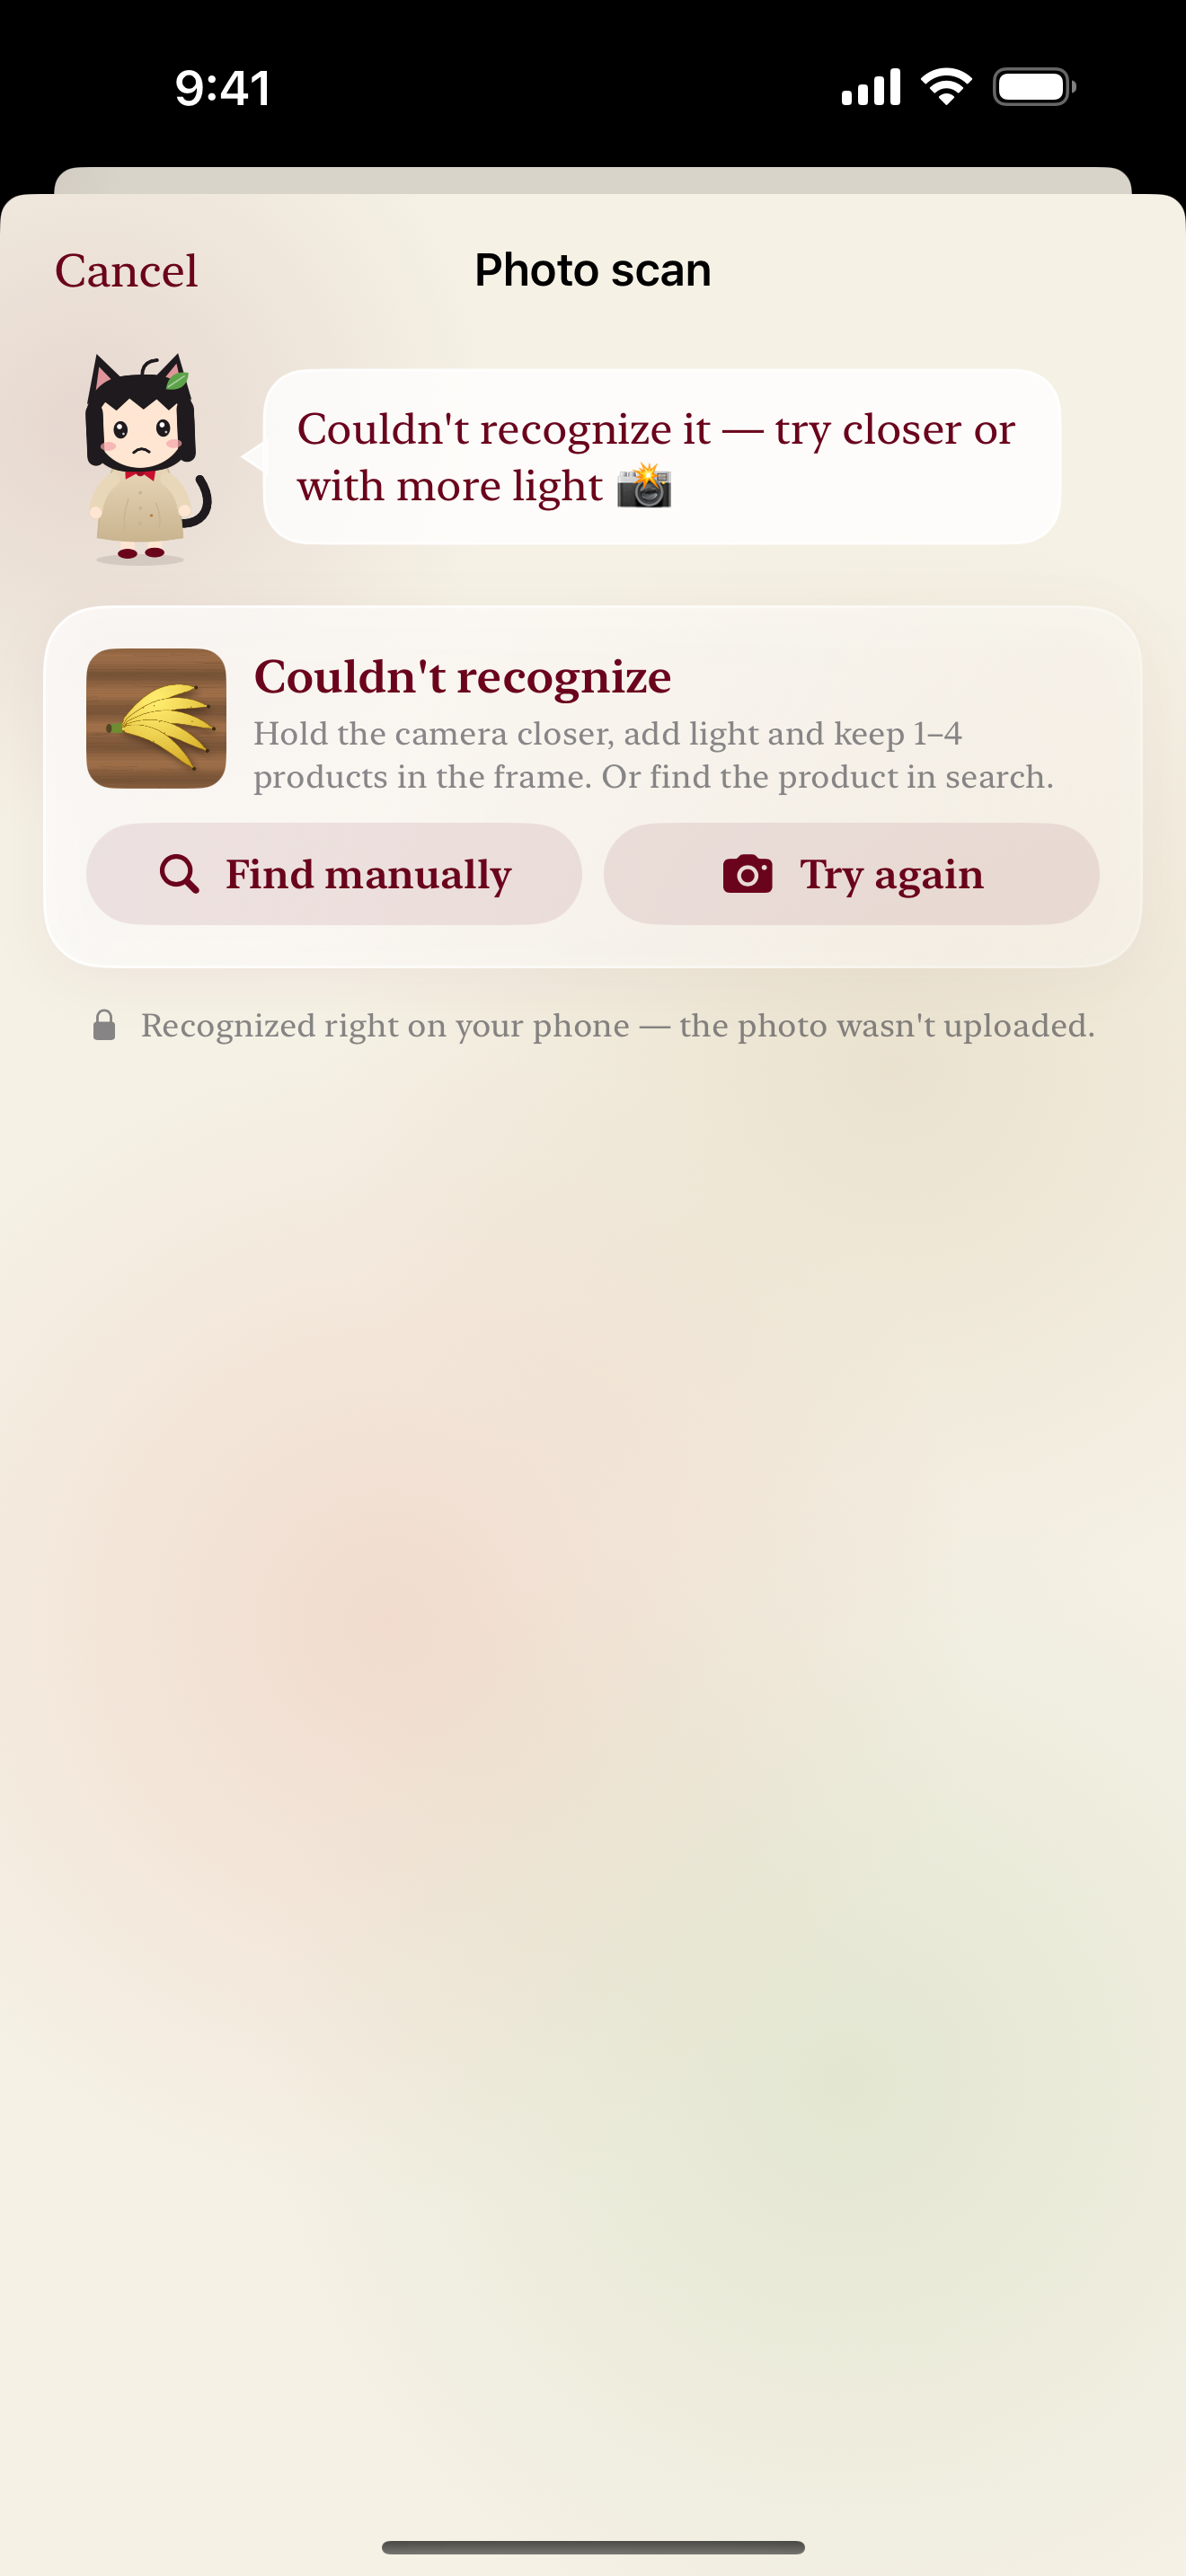 9:41
Cancel
Photo scan
Couldn't recognize it — try closer or
with more light 📸
Couldn't recognize
Hold the camera closer, add light and keep 1–4
products in the frame. Or find the product in search.
Find manually
Try again
Recognized right on your phone — the photo wasn't uploaded.